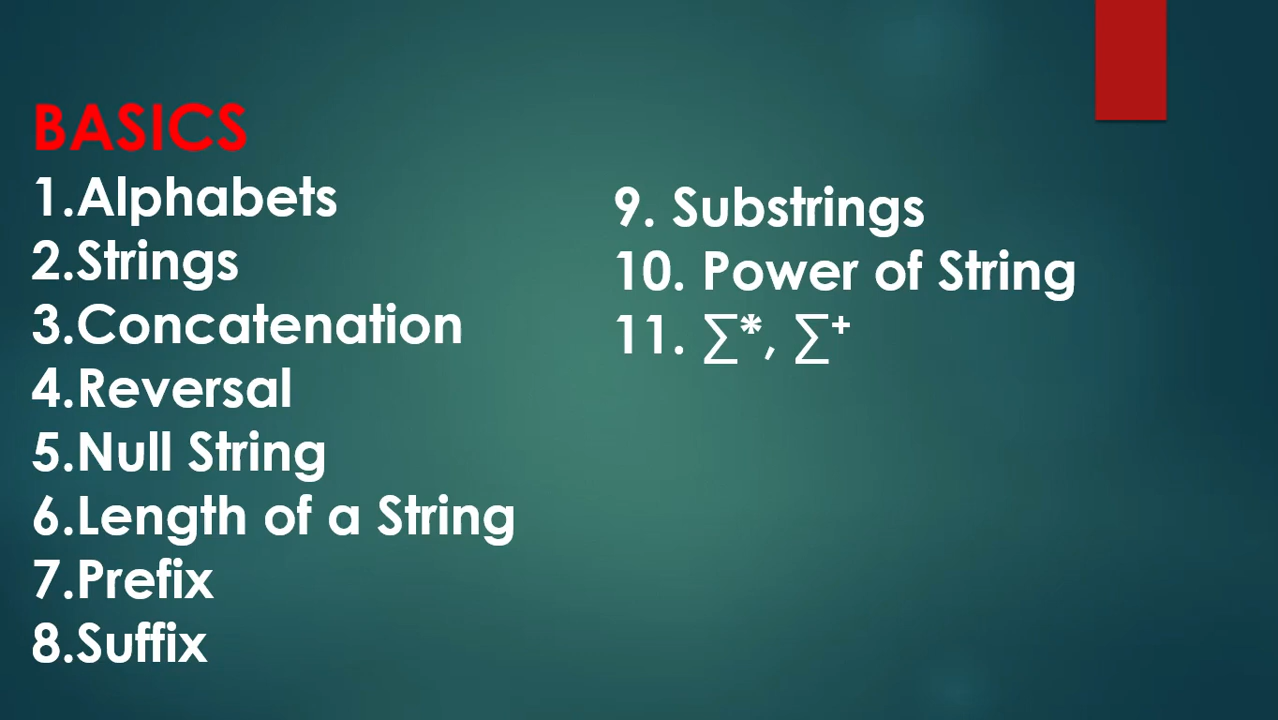 BASICS
1.Alphabets
2.Strings
3.Concatenation
4.Reversal
5.Null String
6.Length of a String
7.Prefix
8.Suffix
9. Substrings
10. Power of String
11. ∑*, ∑⁺